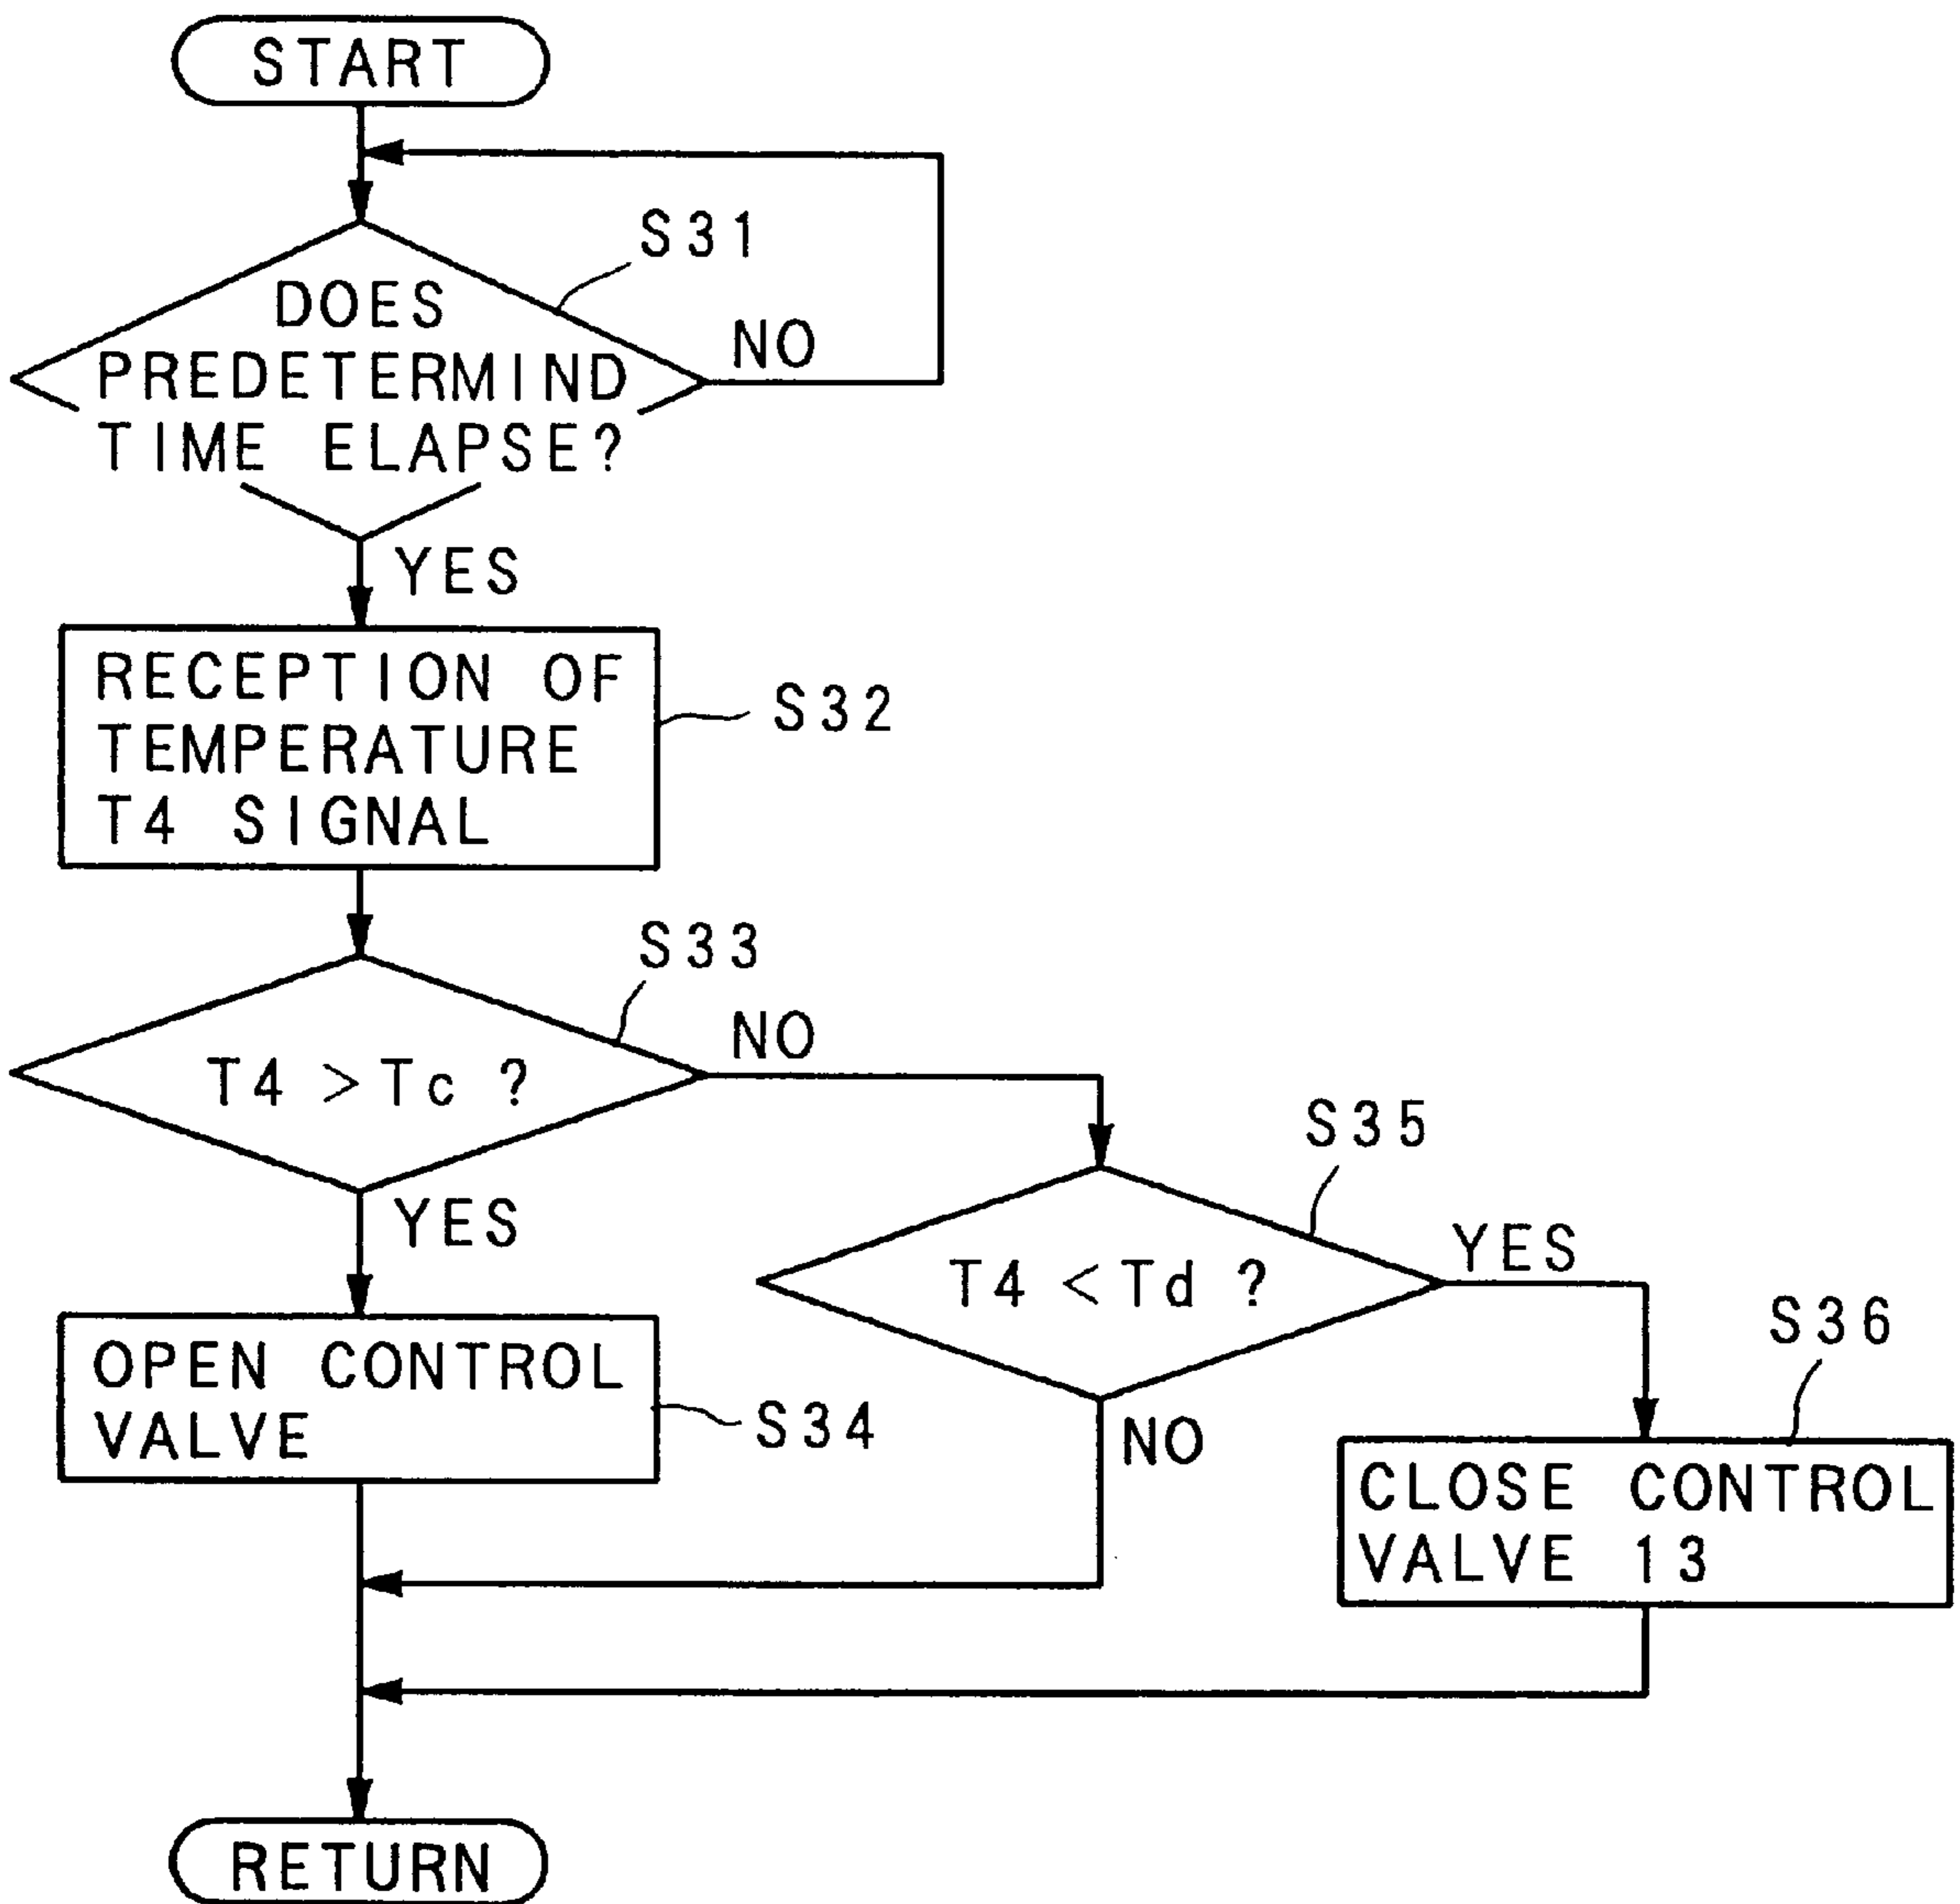 START
S31
DOES
PREDETERMIND
TIME ELAPSE?
NO
YES
RECEPTION OF
TEMPERATURE
T4 SIGNAL
S32
S33
T4 > Tc ?
NO
YES
S35
T4 < Td ?
YES
NO
OPEN CONTROL
VALVE
S34
S36
CLOSE CONTROL
VALVE 13
RETURN